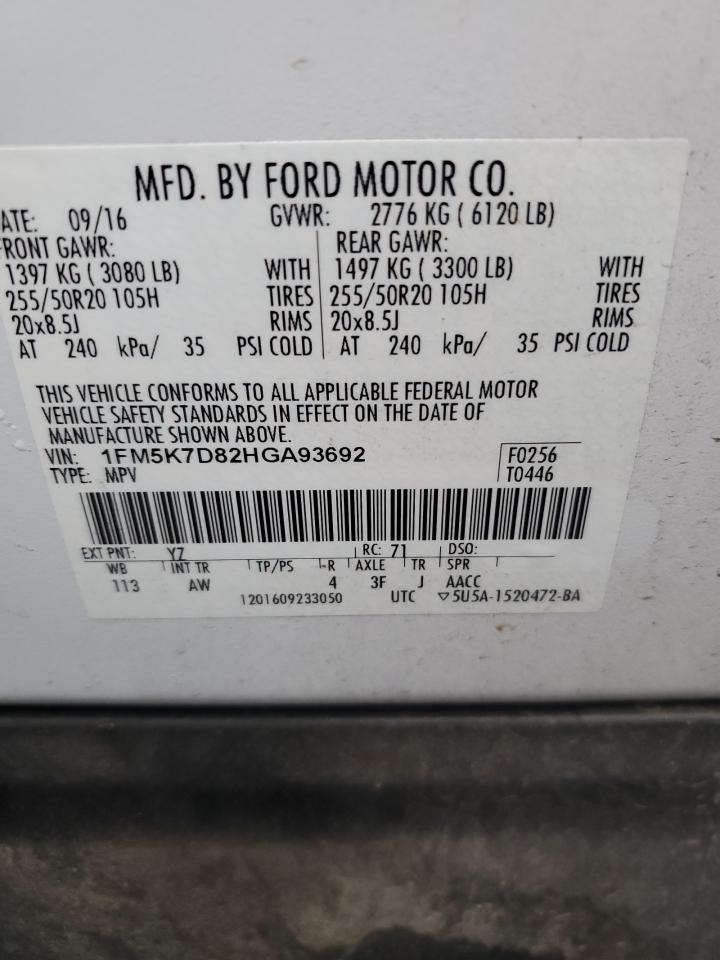 MFD. BY FORD MOTOR CO.
ATE: 09/16 GVWR: 2776 KG ( 6120 LB)
FRONT GAWR: REAR GAWR:
1397 KG ( 3080 LB) WITH 1497 KG ( 3300 LB) WITH
255/50R20 105H TIRES 255/50R20 105H TIRES
20x8.5J RIMS 20x8.5J RIMS
AT 240 kPa/ 35 PSI COLD AT 240 kPa/ 35 PSI COLD
THIS VEHICLE CONFORMS TO ALL APPLICABLE FEDERAL MOTOR
VEHICLE SAFETY STANDARDS IN EFFECT ON THE DATE OF
MANUFACTURE SHOWN ABOVE.
VIN: 1FM5K7D82HGA93692 F0256
TYPE: MPV T0446
EXT PNT: YZ RC: 71 DSO:
WB INT TR TP/PS R AXLE TR SPR
113 AW 4 3F J AACC
1201609233050 UTC ▽5U5A-1520472-BA